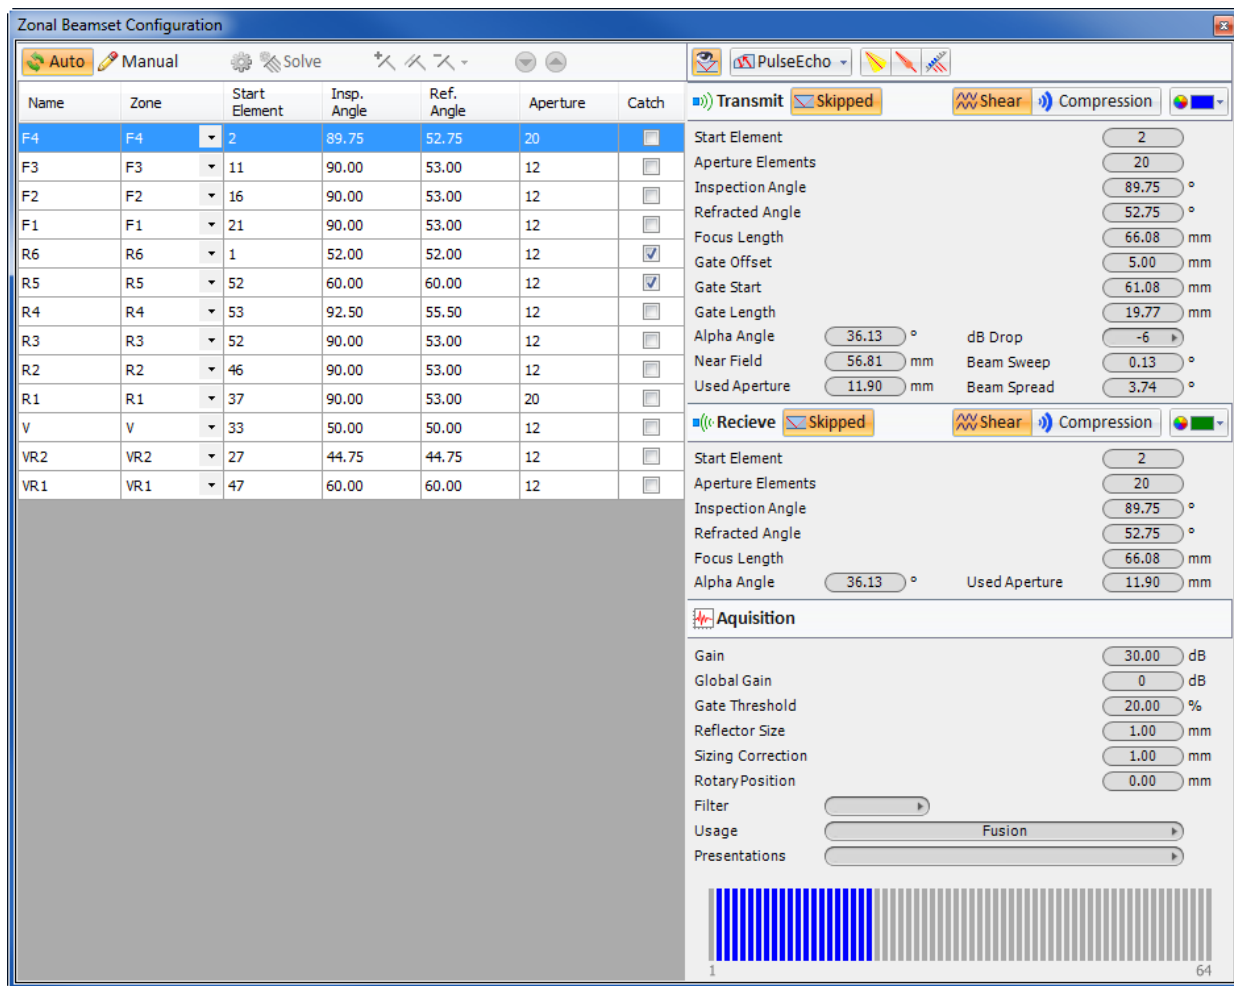 Zonal Beamset Configuration
Auto Manual Solve
PulseEcho
Name Zone Start Element Insp. Angle Ref. Angle Aperture Catch
F4 F4 2 89.75 52.75 20
F3 F3 11 90.00 53.00 12
F2 F2 16 90.00 53.00 12
F1 F1 21 90.00 53.00 12
R6 R6 1 52.00 52.00 12
R5 R5 52 60.00 60.00 12
R4 R4 53 92.50 55.50 12
R3 R3 52 90.00 53.00 12
R2 R2 46 90.00 53.00 12
R1 R1 37 90.00 53.00 20
V V 33 50.00 50.00 12
VR2 VR2 27 44.75 44.75 12
VR1 VR1 47 60.00 60.00 12
Transmit Skipped Shear Compression
Start Element 2
Aperture Elements 20
Inspection Angle 89.75 °
Refracted Angle 52.75 °
Focus Length 66.08 mm
Gate Offset 5.00 mm
Gate Start 61.08 mm
Gate Length 19.77 mm
Alpha Angle 36.13 ° dB Drop -6
Near Field 56.81 mm Beam Sweep 0.13 °
Used Aperture 11.90 mm Beam Spread 3.74 °
Recieve Skipped Shear Compression
Start Element 2
Aperture Elements 20
Inspection Angle 89.75 °
Refracted Angle 52.75 °
Focus Length 66.08 mm
Alpha Angle 36.13 ° Used Aperture 11.90 mm
Aquisition
Gain 30.00 dB
Global Gain 0 dB
Gate Threshold 20.00 %
Reflector Size 1.00 mm
Sizing Correction 1.00 mm
Rotary Position 0.00 mm
Filter
Usage Fusion
Presentations
1 64